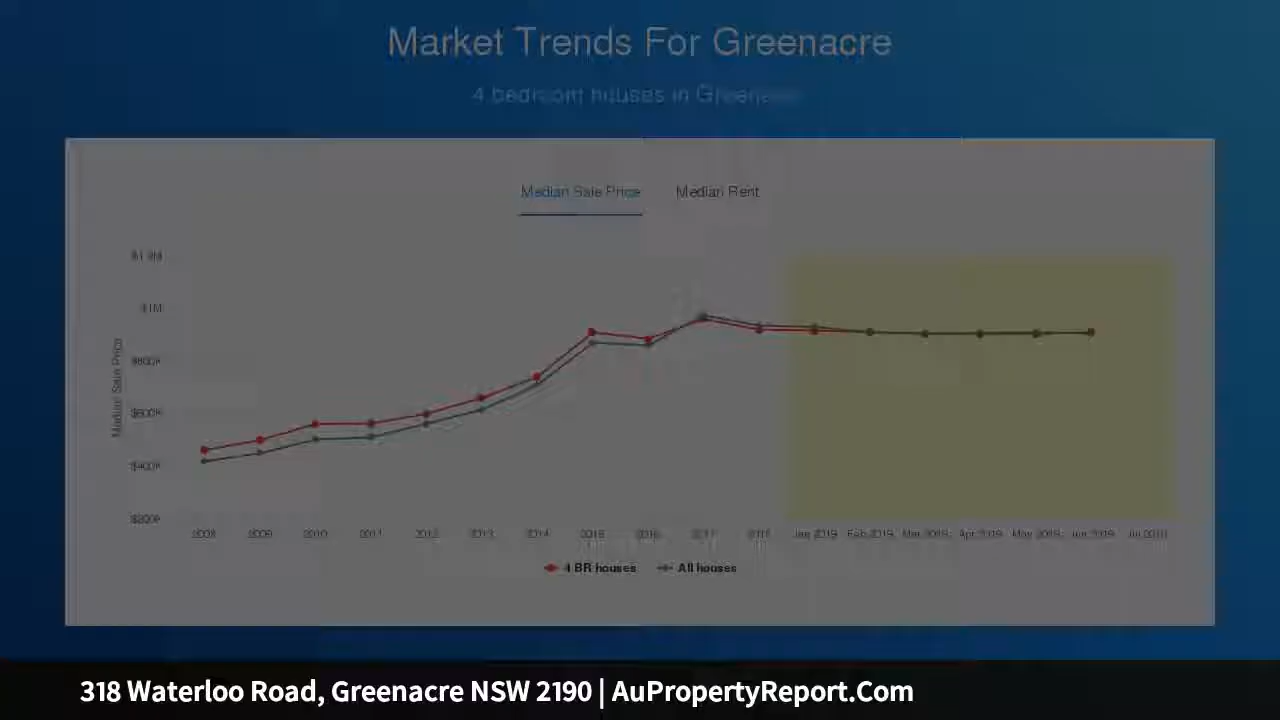 Market Trends For Greenacre
4 bedroom houses in Greenacre
Median Sale Price Median Rent
$1M
$800K
$600K
$400K
$200K
Median Sale Price
2008 2009 2010 2011 2012 2013 2014 2015 2016 2017 2018 Jan 2019 Feb 2019 Mar 2019 Apr 2019 May 2019 Jun 2019 Jul 2019
4 BR houses All houses
318 Waterloo Road, Greenacre NSW 2190 | AuPropertyReport.Com